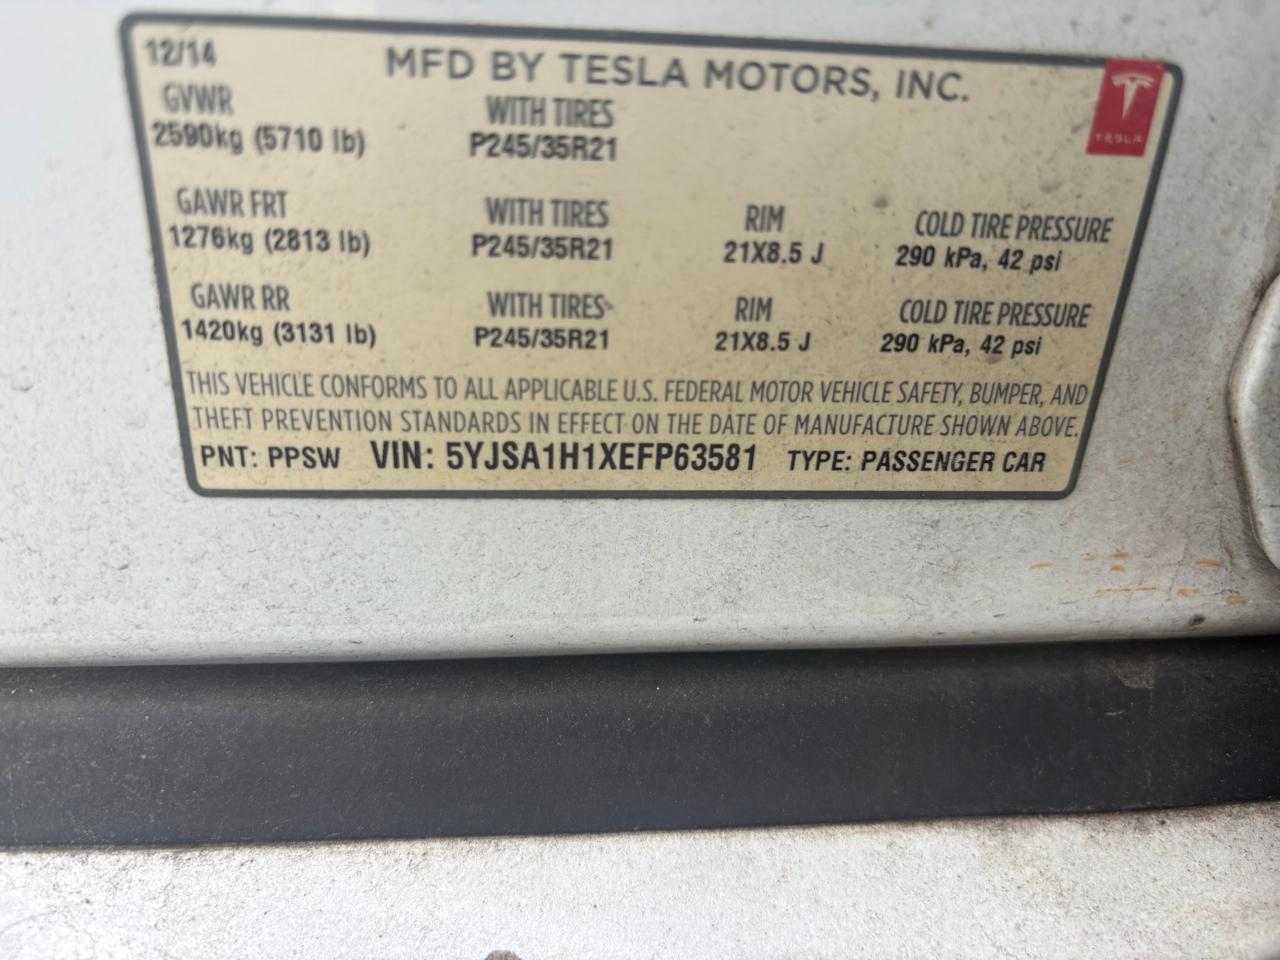 12/14 MFD BY TESLA MOTORS, INC.
TESLA
GVWR WITH TIRES
2590kg (5710 lb) P245/35R21
GAWR FRT WITH TIRES RIM COLD TIRE PRESSURE
1276kg (2813 lb) P245/35R21 21X8.5 J 290 kPa, 42 psi
GAWR RR WITH TIRES RIM COLD TIRE PRESSURE
1420kg (3131 lb) P245/35R21 21X8.5 J 290 kPa, 42 psi
THIS VEHICLE CONFORMS TO ALL APPLICABLE U.S. FEDERAL MOTOR VEHICLE SAFETY, BUMPER, AND
THEFT PREVENTION STANDARDS IN EFFECT ON THE DATE OF MANUFACTURE SHOWN ABOVE.
PNT: PPSW VIN: 5YJSA1H1XEFP63581 TYPE: PASSENGER CAR